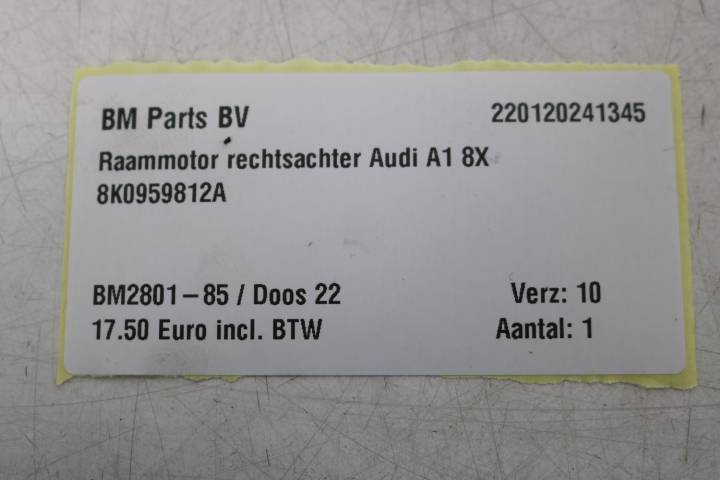 BM Parts BV 220120241345
Raammotor rechtsachter Audi A1 8X
8K0959812A
BM2801-85 / Doos 22 Verz: 10
17.50 Euro incl. BTW Aantal: 1